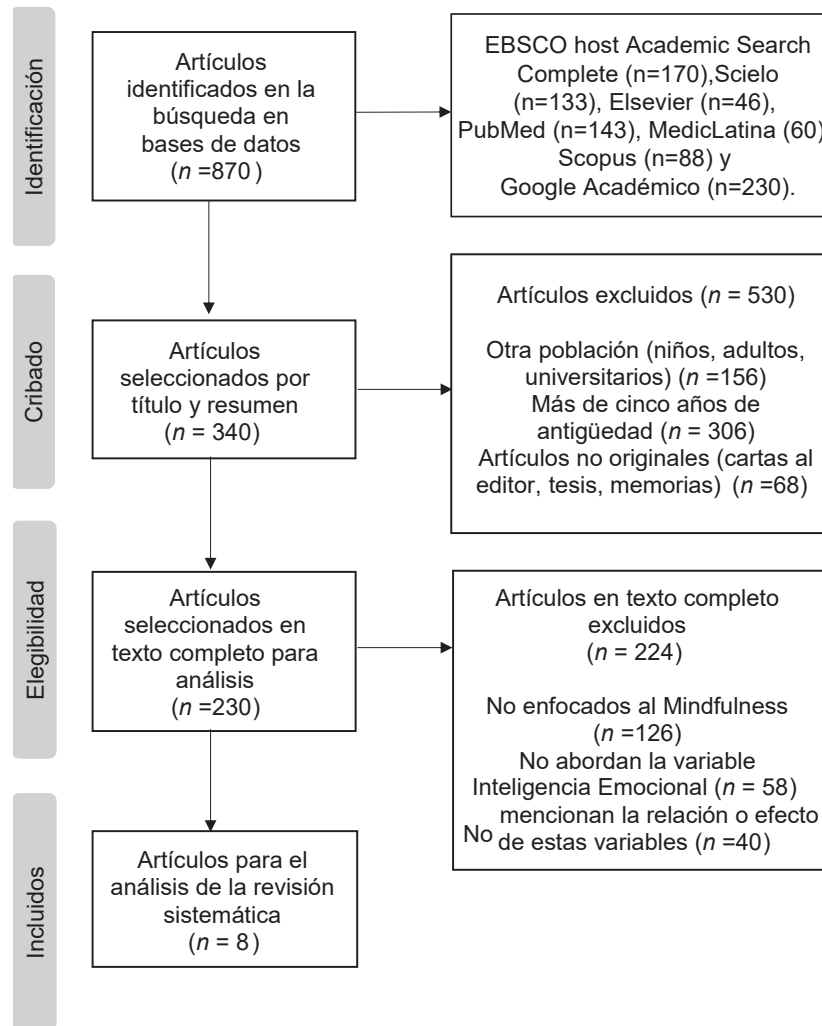 Identificación
Artículos
identificados en la
búsqueda en
bases de datos
(n =870 )
EBSCO host Academic Search
Complete (n=170),Scielo
(n=133), Elsevier (n=46),
PubMed (n=143), MedicLatina (60)
Scopus (n=88) y
Google Académico (n=230).
Cribado
Artículos
seleccionados por
título y resumen
(n = 340)
Artículos excluidos (n = 530)
Otra población (niños, adultos,
universitarios) (n =156)
Más de cinco años de
antigüedad (n = 306)
Artículos no originales (cartas al
editor, tesis, memorias) (n =68)
Elegibilidad
Artículos
seleccionados en
texto completo para
análisis
(n =230)
Artículos en texto completo
excluidos
(n = 224)
No enfocados al Mindfulness
(n =126)
No abordan la variable
Inteligencia Emocional (n = 58)
No mencionan la relación o efecto
de estas variables (n =40)
Incluidos
Artículos para el
análisis de la revisión
sistemática
(n = 8)